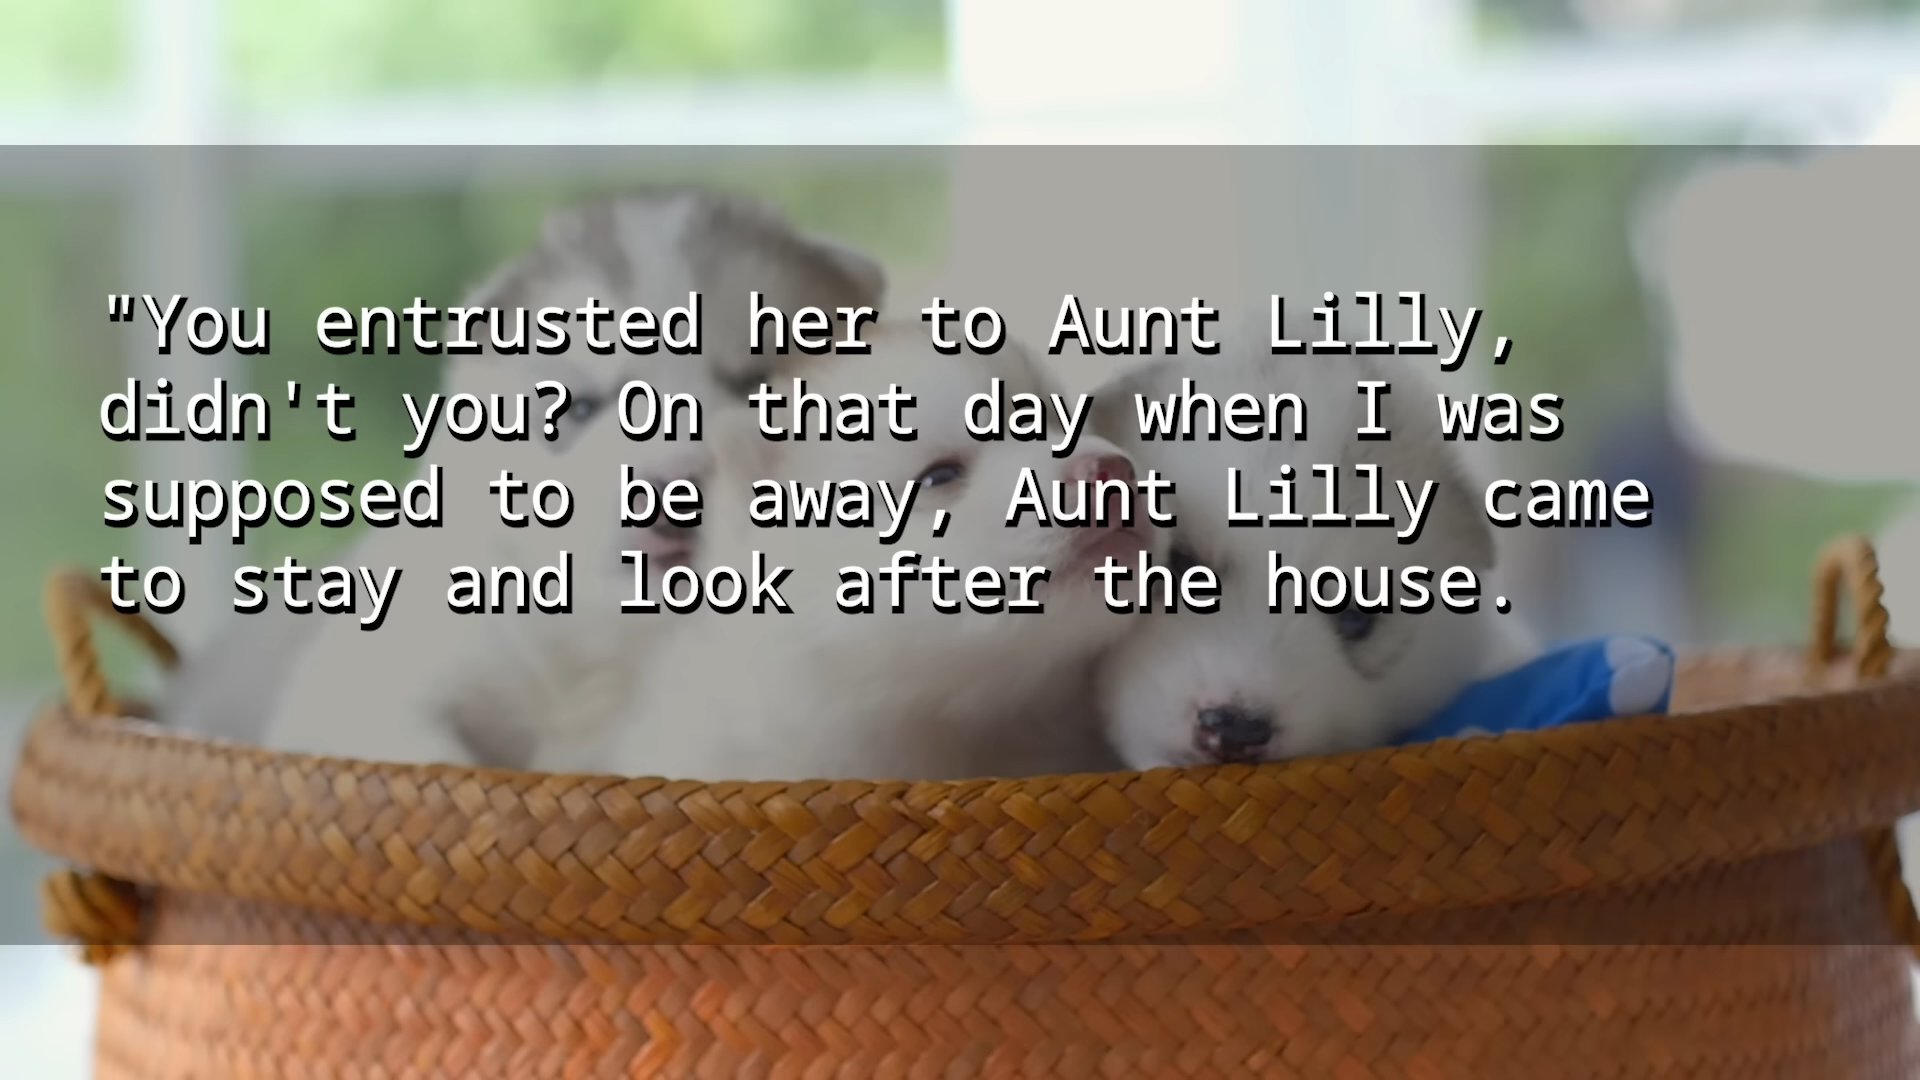 "You entrusted her to Aunt Lilly,
didn't you? On that day when I was
supposed to be away, Aunt Lilly came
to stay and look after the house.